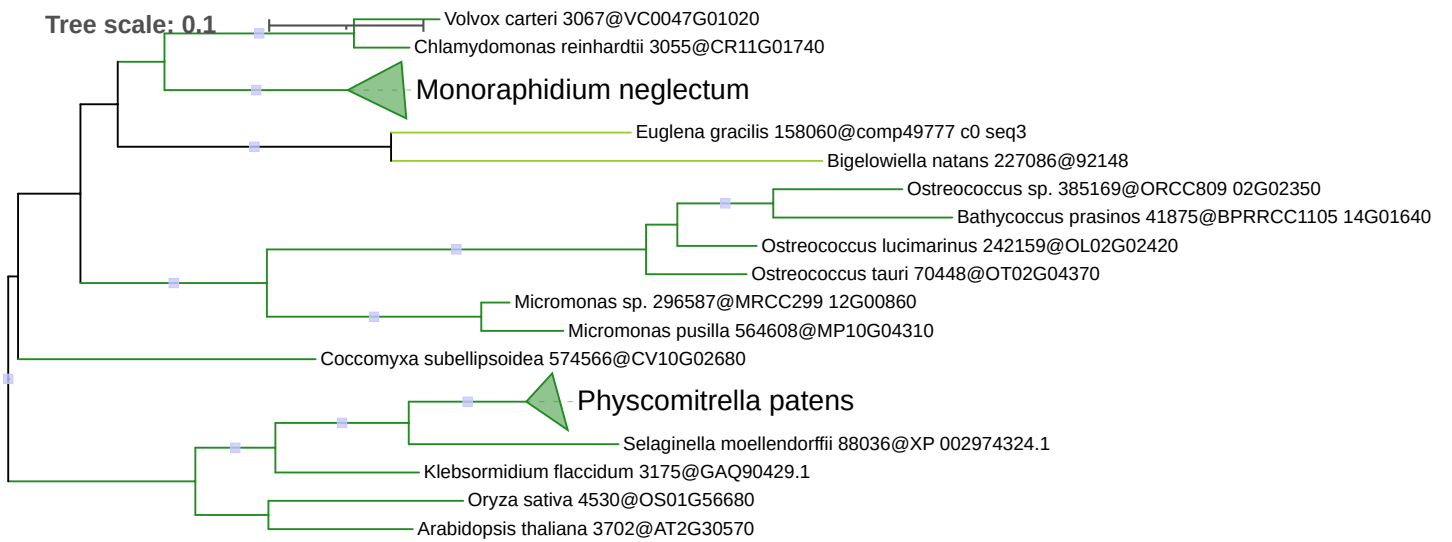 Tree scale: 0.1
Volvox carteri 3067@VC0047G01020
Chlamydomonas reinhardtii 3055@CR11G01740
Monoraphidium neglectum
Euglena gracilis 158060@comp49777 c0 seq3
Bigelowiella natans 227086@92148
Ostreococcus sp. 385169@ORCC809 02G02350
Bathycoccus prasinos 41875@BPRRCC1105 14G01640
Ostreococcus lucimarinus 242159@OL02G02420
Ostreococcus tauri 70448@OT02G04370
Micromonas sp. 296587@MRCC299 12G00860
Micromonas pusilla 564608@MP10G04310
Coccomyxa subellipsoidea 574566@CV10G02680
Physcomitrella patens
Selaginella moellendorffii 88036@XP 002974324.1
Klebsormidium flaccidum 3175@GAQ90429.1
Oryza sativa 4530@OS01G56680
Arabidopsis thaliana 3702@AT2G30570